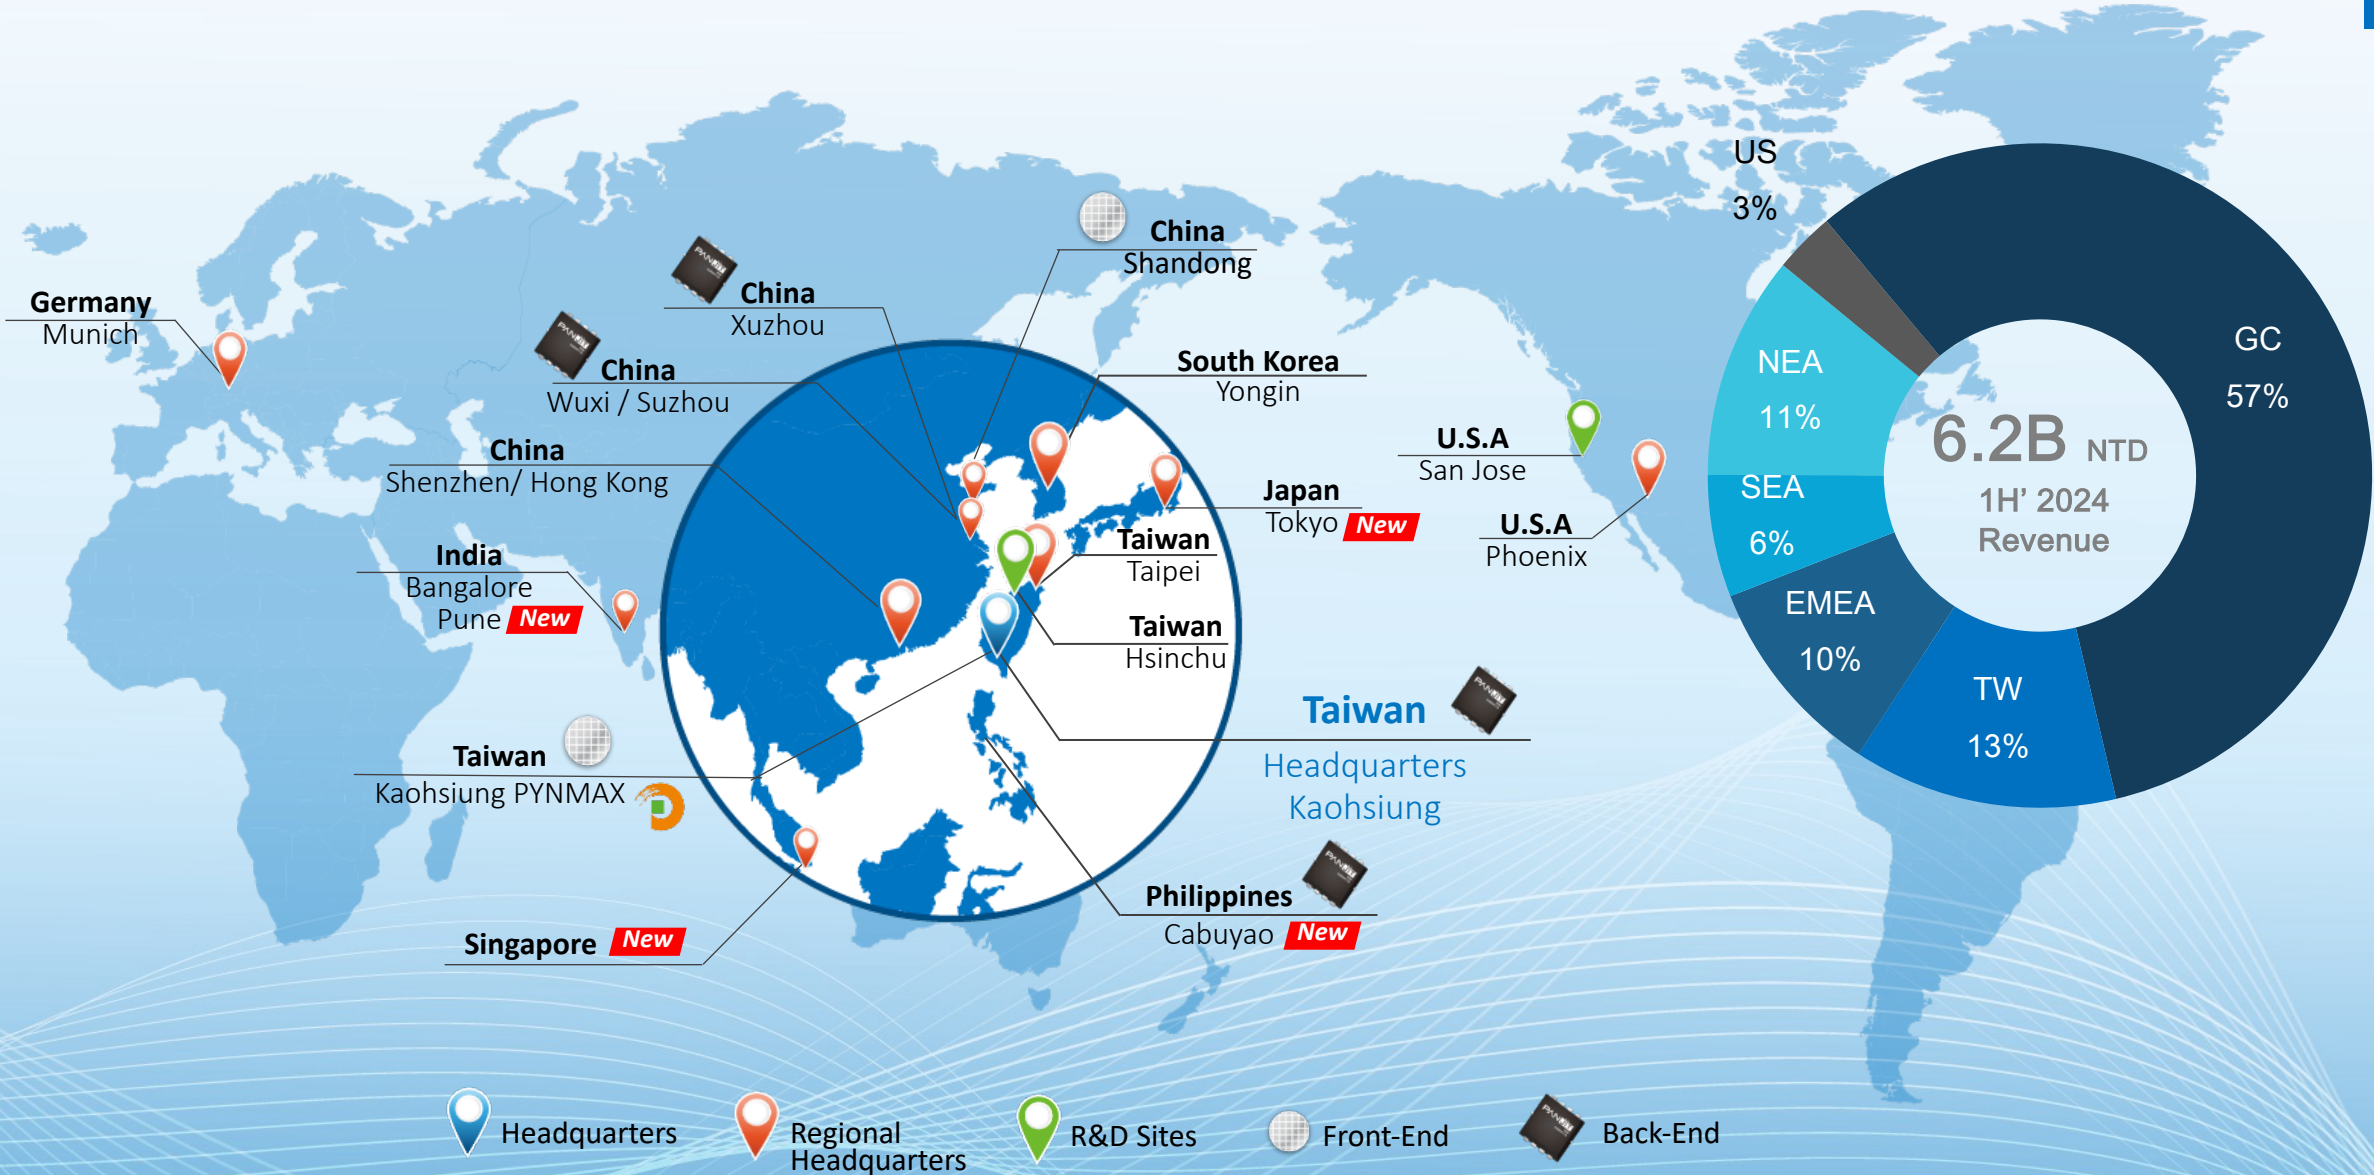 Germany
Munich
China
Xuzhou
China
Wuxi / Suzhou
China
Shenzhen/ Hong Kong
India
Bangalore
Pune New
Taiwan
Kaohsiung PYNMAX
Singapore New
China
Shandong
South Korea
Yongin
Japan
Tokyo New
Taiwan
Taipei
Taiwan
Hsinchu
Taiwan
Headquarters
Kaohsiung
Philippines
Cabuyao New
U.S.A
San Jose
U.S.A
Phoenix
US
3%
GC
57%
NEA
11%
SEA
6%
EMEA
10%
TW
13%
6.2B NTD
1H' 2024
Revenue
Headquarters
Regional
Headquarters
R&D Sites
Front-End
Back-End